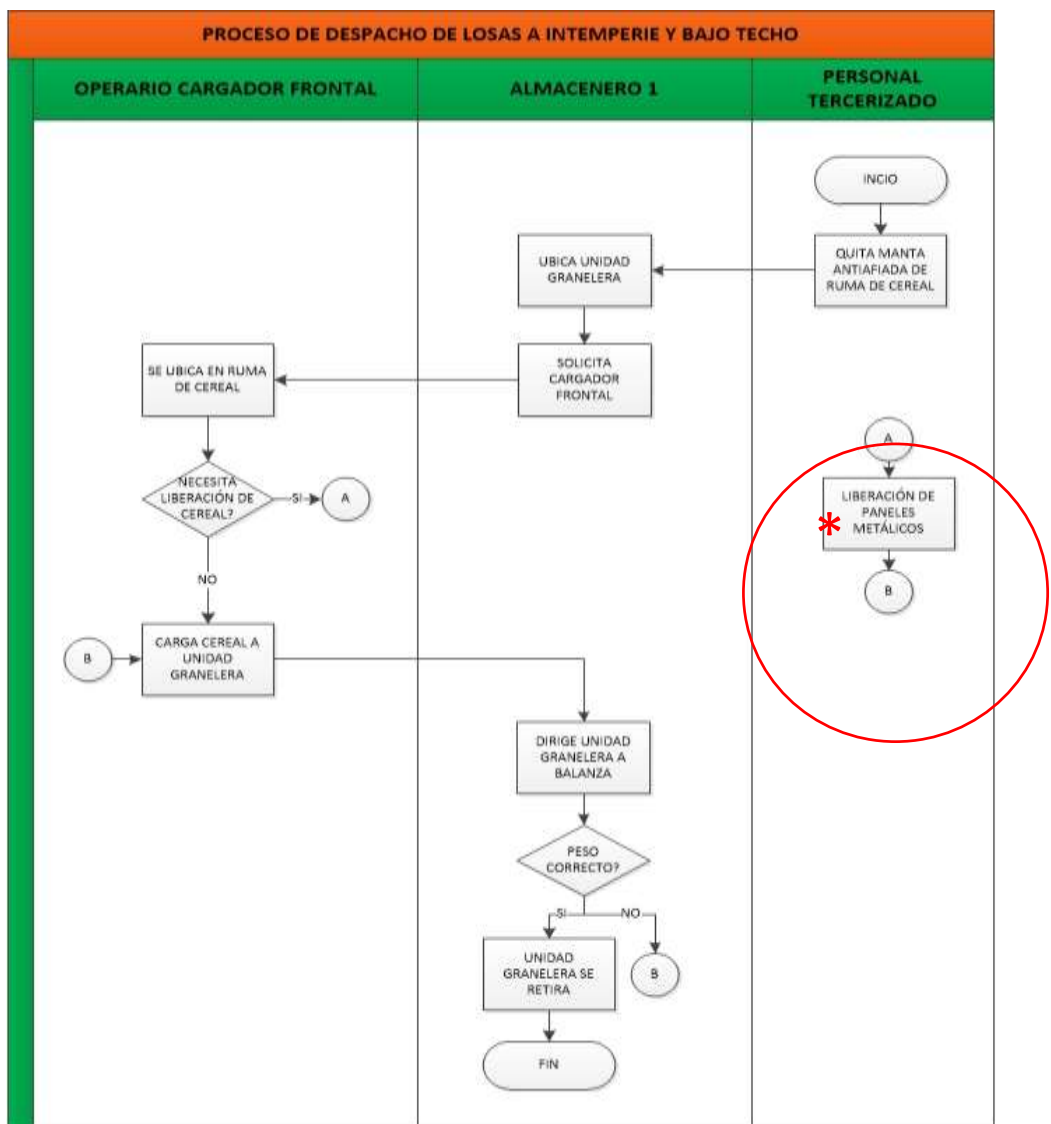 PROCESO DE DESPACHO DE LOSAS A INTEMPERIE Y BAJO TECHO
OPERARIO CARGADOR FRONTAL
ALMACENERO 1
PERSONAL
TERCERIZADO
INCIO
QUITA MANTA
ANTIAFIADA DE
RUMA DE CEREAL
UBICA UNIDAD
GRANELERA
SOLICITA
CARGADOR
FRONTAL
SE UBICA EN RUMA
DE CEREAL
NECESITA
LIBERACIÓN DE
CEREAL?
SI
A
A
LIBERACIÓN DE
PANELES
METÁLICOS
*
B
NO
B
CARGA CEREAL A
UNIDAD
GRANELERA
DIRIGE UNIDAD
GRANELERA A
BALANZA
PESO
CORRECTO?
SI
NO
UNIDAD
GRANELERA SE
RETIRA
B
FIN